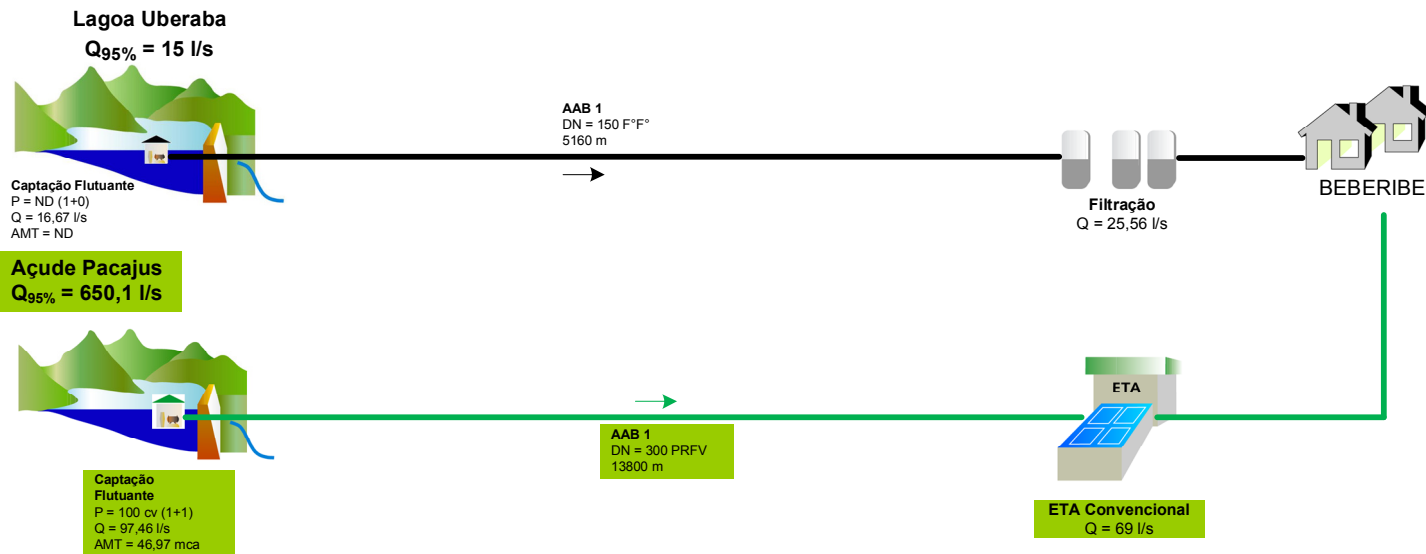 Lagoa Uberaba
Q95% = 15 l/s
AAB 1
DN = 150 F°F°
5160 m
Captação Flutuante
P = ND (1+0)
Q = 16,67 l/s
AMT = ND
Filtração
Q = 25,56 l/s
BEBERIBE
Açude Pacajus
Q95% = 650,1 l/s
ETA
AAB 1
DN = 300 PRFV
13800 m
Captação
Flutuante
P = 100 cv (1+1)
Q = 97,46 l/s
AMT = 46,97 mca
ETA Convencional
Q = 69 l/s